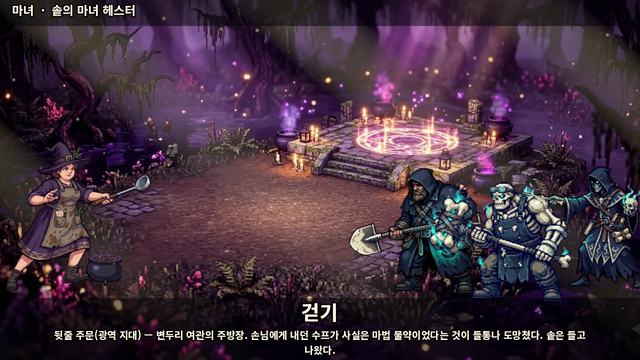 마녀 · 솥의 마녀 헤스터
걷기
뒷줄 주문(광역 지대) — 변두리 여관의 주방장. 손님에게 내던 수프가 사실은 마법 물약이었다는 것이 들통나 도망쳤다. 솥은 들고
나왔다.